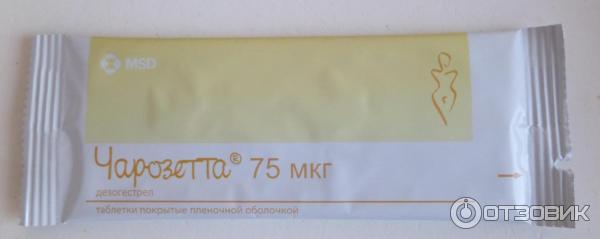 MSD
Чарозетта® 75 мкг
дезогестрел
таблетки покрытые пленочной оболочкой
ОТЗОВИК